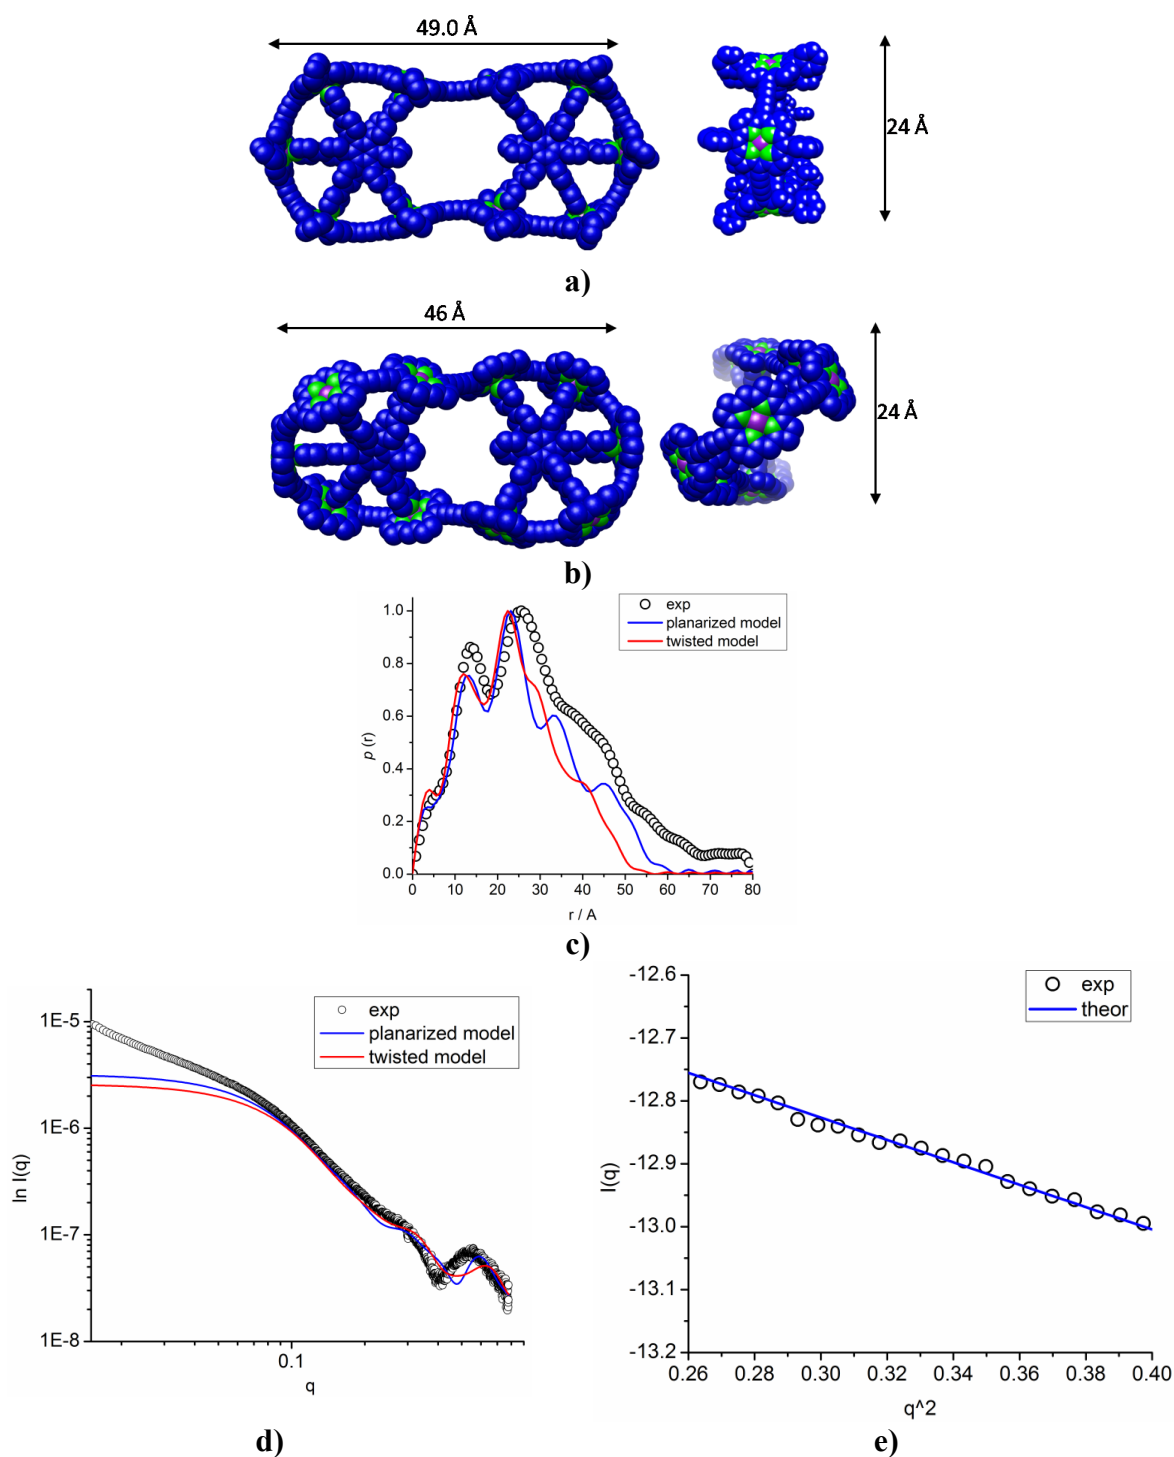 49.0 Å
24 Å
a)
46 Å
24 Å
b)
exp
planarized model
twisted model
1.0
0.8
0.6
0.4
0.2
0.0
p (r)
0 10 20 30 40 50 60 70 80
r / A
c)
exp
planarized model
twisted model
1E-5
1E-6
1E-7
1E-8
ln I(q)
0.1
q
d)
exp
theor
-12.6
-12.7
-12.8
-12.9
-13.0
-13.1
-13.2
I(q)
0.26 0.28 0.30 0.32 0.34 0.36 0.38 0.40
q^2
e)